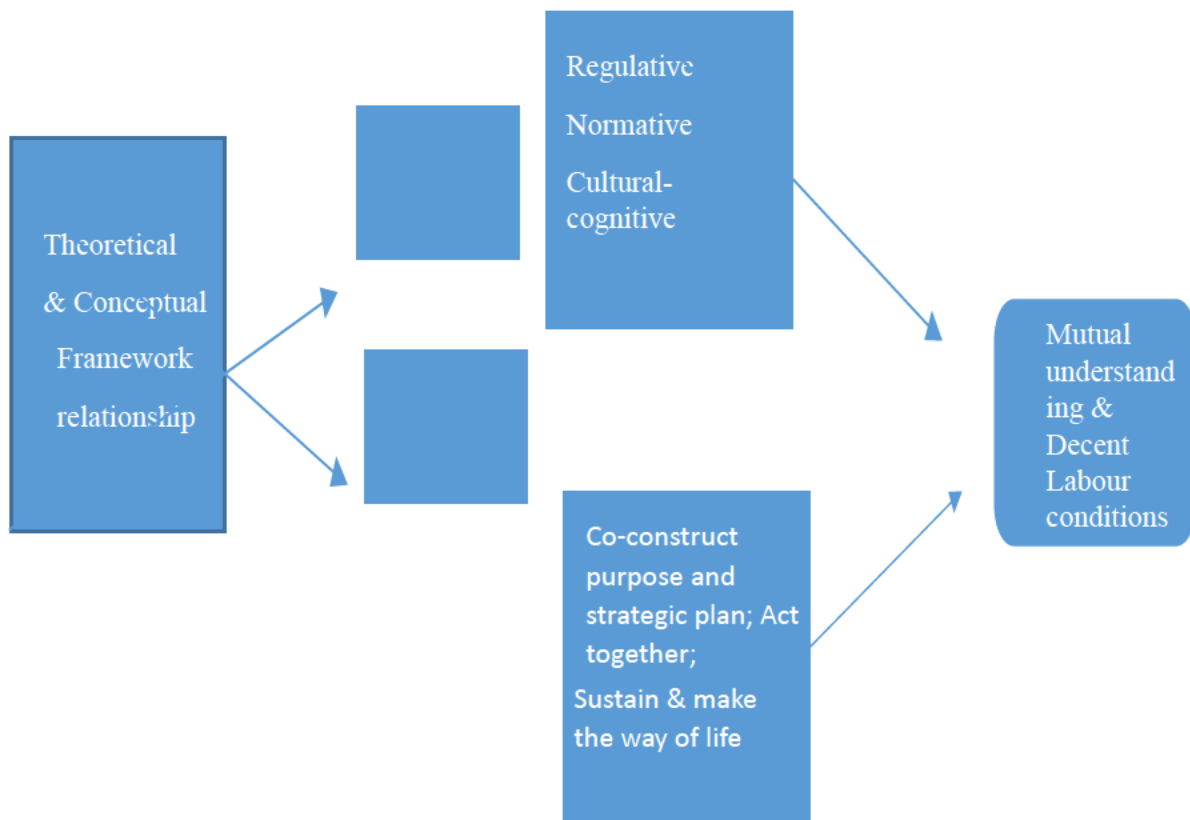 Theoretical
& Conceptual
Framework
relationship
Regulative
Normative
Cultural-
cognitive
Co-construct
purpose and
strategic plan; Act
together;
Sustain & make
the way of life
Mutual
understand
ing &
Decent
Labour
conditions